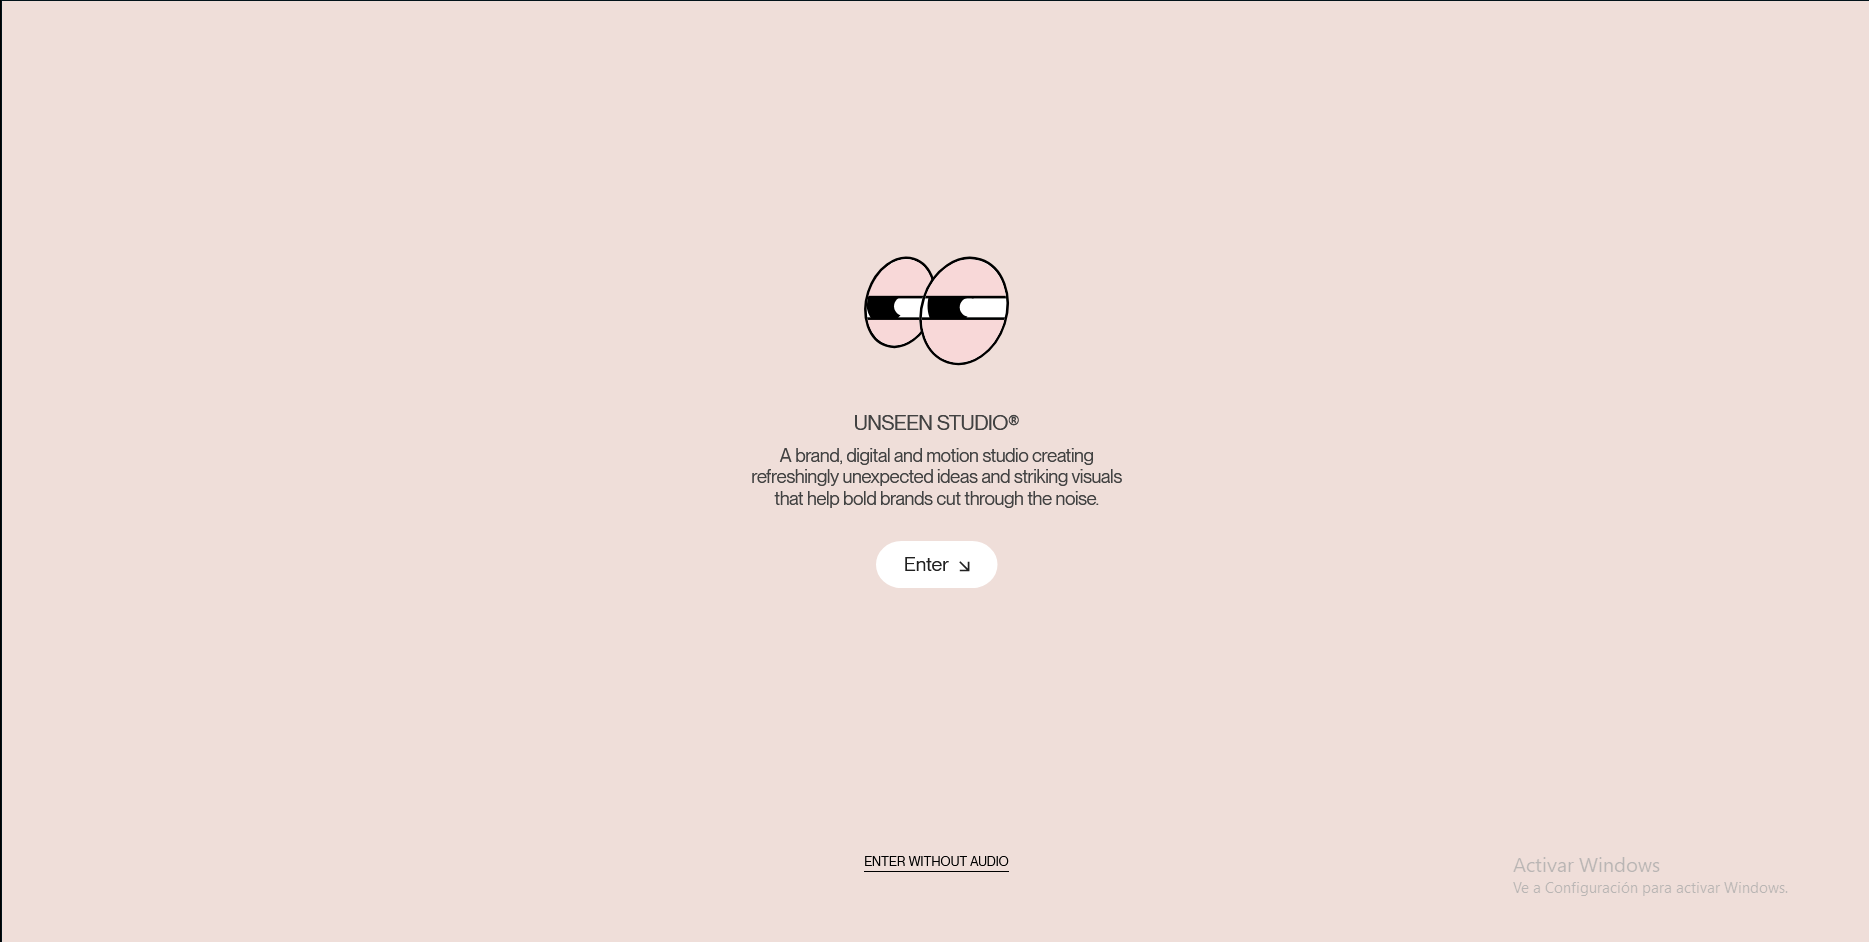 UNSEEN STUDIO®
A brand, digital and motion studio creating
refreshingly unexpected ideas and striking visuals
that help bold brands cut through the noise.
Enter ↘
ENTER WITHOUT AUDIO
Activar Windows
Ve a Configuración para activar Windows.